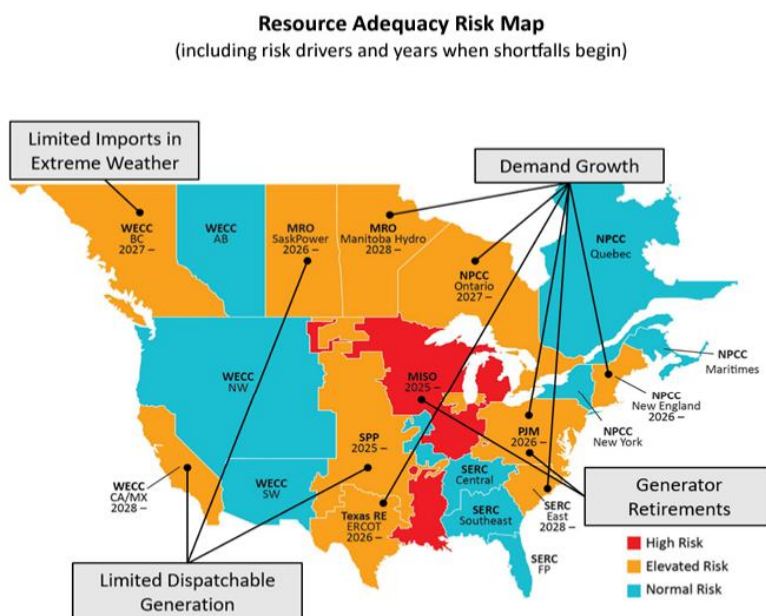 Resource Adequacy Risk Map
(including risk drivers and years when shortfalls begin)
Limited Imports in
Extreme Weather
Demand Growth
WECC
BC
2027 –
WECC
AB
MRO
SaskPower
2026 –
MRO
Manitoba Hydro
2028 –
NPCC
Ontario
2027 –
NPCC
Quebec
NPCC
Maritimes
WECC
NW
MISO
2025 –
NPCC
New England
2026 –
NPCC
New York
SPP
2025 –
PJM
2026 –
WECC
CA/MX
2028 –
WECC
SW
SERC
Central
SERC
Southeast
SERC
East
2028 –
Texas RE
ERCOT
2026 –
SERC
FP
Generator
Retirements
Limited Dispatchable
Generation
High Risk
Elevated Risk
Normal Risk